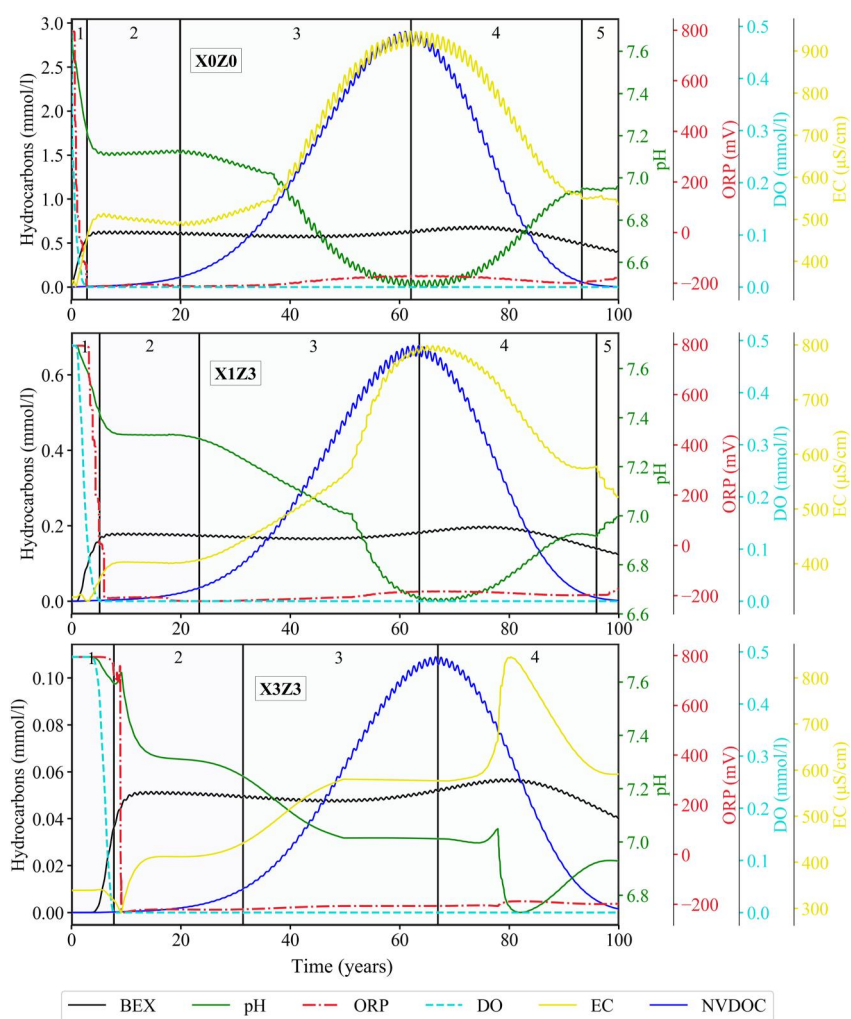 1 2 3 4 5
X0Z0
3.0 2.5 2.0 1.5 1.0 0.5 0.0
Hydrocarbons (mmol/l)
0 20 40 60 80 100
7.6 7.4 7.2 7.0 6.8 6.6
pH
800 600 400 200 0 −200
ORP (mV)
0.5 0.4 0.3 0.2 0.1 0.0
DO (mmol/l)
900 800 700 600 500 400
EC (µS/cm)
1 2 3 4 5
X1Z3
0.6 0.4 0.2 0.0
Hydrocarbons (mmol/l)
0 20 40 60 80 100
7.6 7.4 7.2 7.0 6.8 6.6
pH
800 600 400 200 0 −200
ORP (mV)
0.5 0.4 0.3 0.2 0.1 0.0
DO (mmol/l)
800 700 600 500 400
EC (µS/cm)
1 2 3 4
X3Z3
0.10 0.08 0.06 0.04 0.02 0.00
Hydrocarbons (mmol/l)
0 20 40 60 80 100
Time (years)
7.6 7.4 7.2 7.0 6.8
pH
800 600 400 200 0 −200
ORP (mV)
0.5 0.4 0.3 0.2 0.1 0.0
DO (mmol/l)
800 700 600 500 400 300
EC (µS/cm)
BEX pH ORP DO EC NVDOC